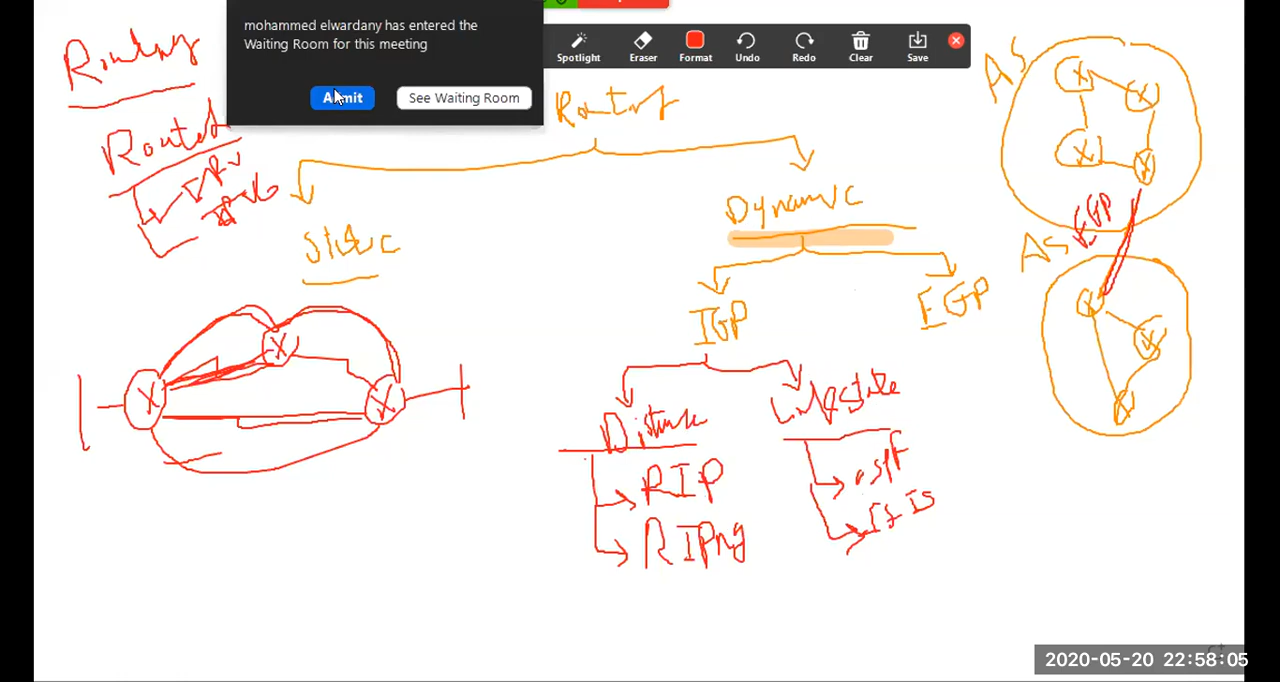 mohammed elwardany has entered the
Waiting Room for this meeting
Admit
See Waiting Room
Spotlight
Eraser
Format
Undo
Redo
Clear
Save
Routing
Routed
Static
Dynamic
IGP
EGP
Distance
RIP
RIPng
Link state
ospf
IS IS
AS
EGP
AS
2020-05-20 22:58:05